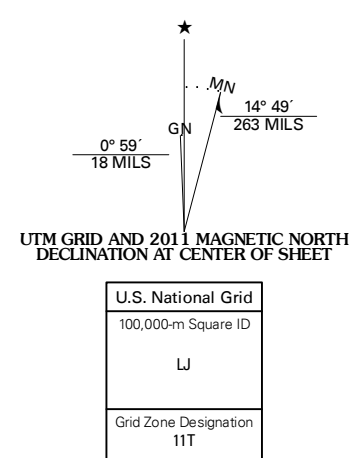 ★
MN
14° 49´
263 MILS
GN
0° 59´
18 MILS
UTM GRID AND 2011 MAGNETIC NORTH
DECLINATION AT CENTER OF SHEET
U.S. National Grid
100,000-m Square ID
LJ
Grid Zone Designation
11T